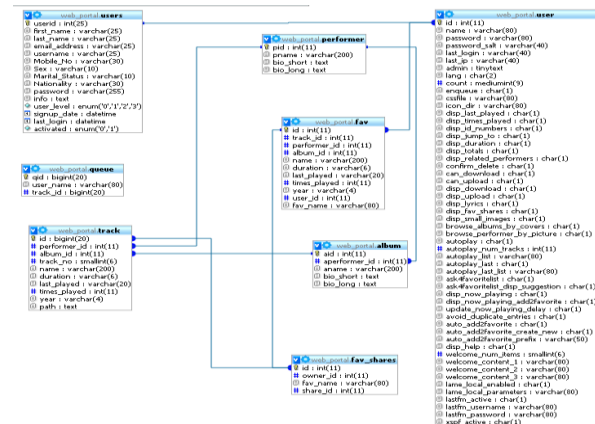 web_portal.users
userid : int(25)
first_name : varchar(25)
last_name : varchar(25)
email_address : varchar(25)
username : varchar(25)
Mobile_No : varchar(30)
Sex : varchar(10)
Marital_Status : varchar(10)
Nationality : varchar(30)
password : varchar(255)
info : text
user_level : enum('0','1','2','3')
signup_date : datetime
last_login : datetime
activated : enum('0','1')
web_portal.performer
pid : int(11)
pname : varchar(200)
bio_short : text
bio_long : text
web_portal.fav
id : int(11)
track_id : int(11)
performer_id : int(11)
album_id : int(11)
name : varchar(200)
duration : varchar(6)
last_played : varchar(20)
times_played : int(11)
year : varchar(4)
user_id : int(11)
fav_name : varchar(80)
web_portal.queue
qid : bigint(20)
user_name : varchar(80)
track_id : bigint(20)
web_portal.track
id : bigint(20)
performer_id : int(11)
album_id : int(11)
track_no : smallint(6)
name : varchar(200)
duration : varchar(6)
last_played : varchar(20)
times_played : int(11)
year : varchar(4)
path : text
web_portal.album
aid : int(11)
aperformer_id : int(11)
aname : varchar(200)
bio_short : text
bio_long : text
web_portal.fav_shares
id : int(11)
owner_id : int(11)
fav_name : varchar(80)
share_id : int(11)
web_portal.user
id : int(11)
name : varchar(80)
password : varchar(80)
password_salt : varchar(40)
last_login : varchar(40)
last_ip : varchar(40)
admin : tinytext
lang : char(2)
count : mediumint(9)
enqueue : char(1)
cssfile : varchar(80)
icon_dir : varchar(80)
disp_last_played : char(1)
disp_times_played : char(1)
disp_id_numbers : char(1)
disp_jump_to : char(1)
disp_duration : char(1)
disp_totals : char(1)
disp_related_performers : char(1)
confirm_delete : char(1)
can_download : char(1)
can_upload : char(1)
disp_download : char(1)
disp_upload : char(1)
disp_lyrics : char(1)
disp_fav_shares : char(1)
disp_small_images : char(1)
browse_albums_by_covers : char(1)
browse_performer_by_picture : char(1)
autoplay : char(1)
autoplay_num_tracks : int(11)
autoplay_list : varchar(80)
autoplay_last : char(1)
autoplay_last_list : varchar(80)
ask4favoritelist : char(1)
ask4favoritelist_disp_suggestion : char(1)
disp_now_playing : char(1)
disp_now_playing_add2favorite : char(1)
update_now_playing_delay : char(1)
avoid_duplicate_entries : char(1)
auto_add2favorite : char(1)
auto_add2favorite_create_new : char(1)
auto_add2favorite_prefix : varchar(50)
disp_help : char(1)
welcome_num_items : smallint(6)
welcome_content_1 : varchar(80)
welcome_content_2 : varchar(80)
welcome_content_3 : varchar(80)
lame_local_enabled : char(1)
lame_local_parameters : varchar(80)
lastfm_active : char(1)
lastfm_username : varchar(80)
lastfm_password : varchar(80)
xspf_active : char(1)